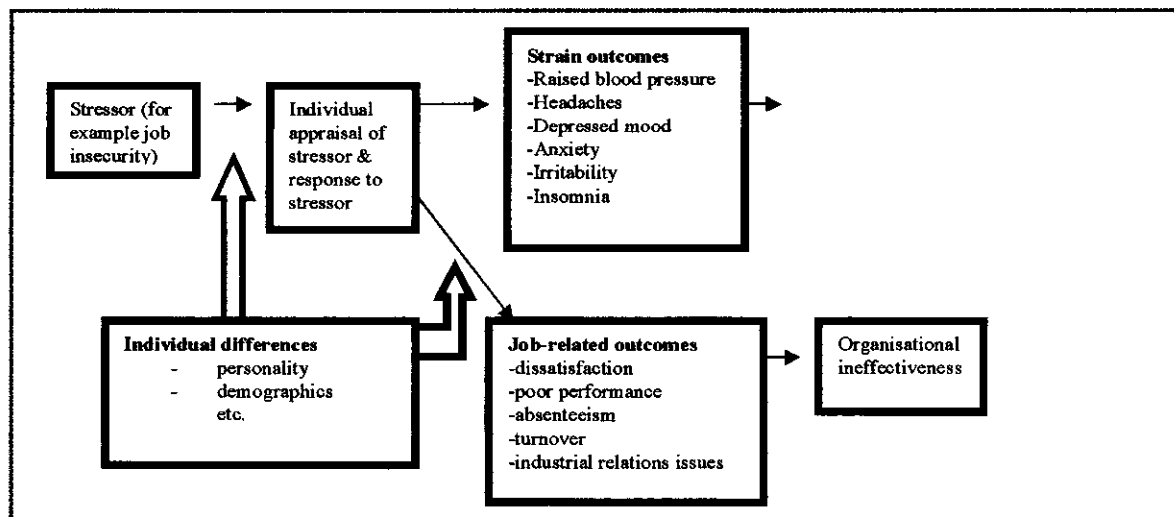 Stressor (for
example job
insecurity)
Individual
appraisal of
stressor &
response to
stressor
Strain outcomes
-Raised blood pressure
-Headaches
-Depressed mood
-Anxiety
-Irritability
-Insomnia
Individual differences
- personality
- demographics
etc.
Job-related outcomes
-dissatisfaction
-poor performance
-absenteeism
-turnover
-industrial relations issues
Organisational
ineffectiveness